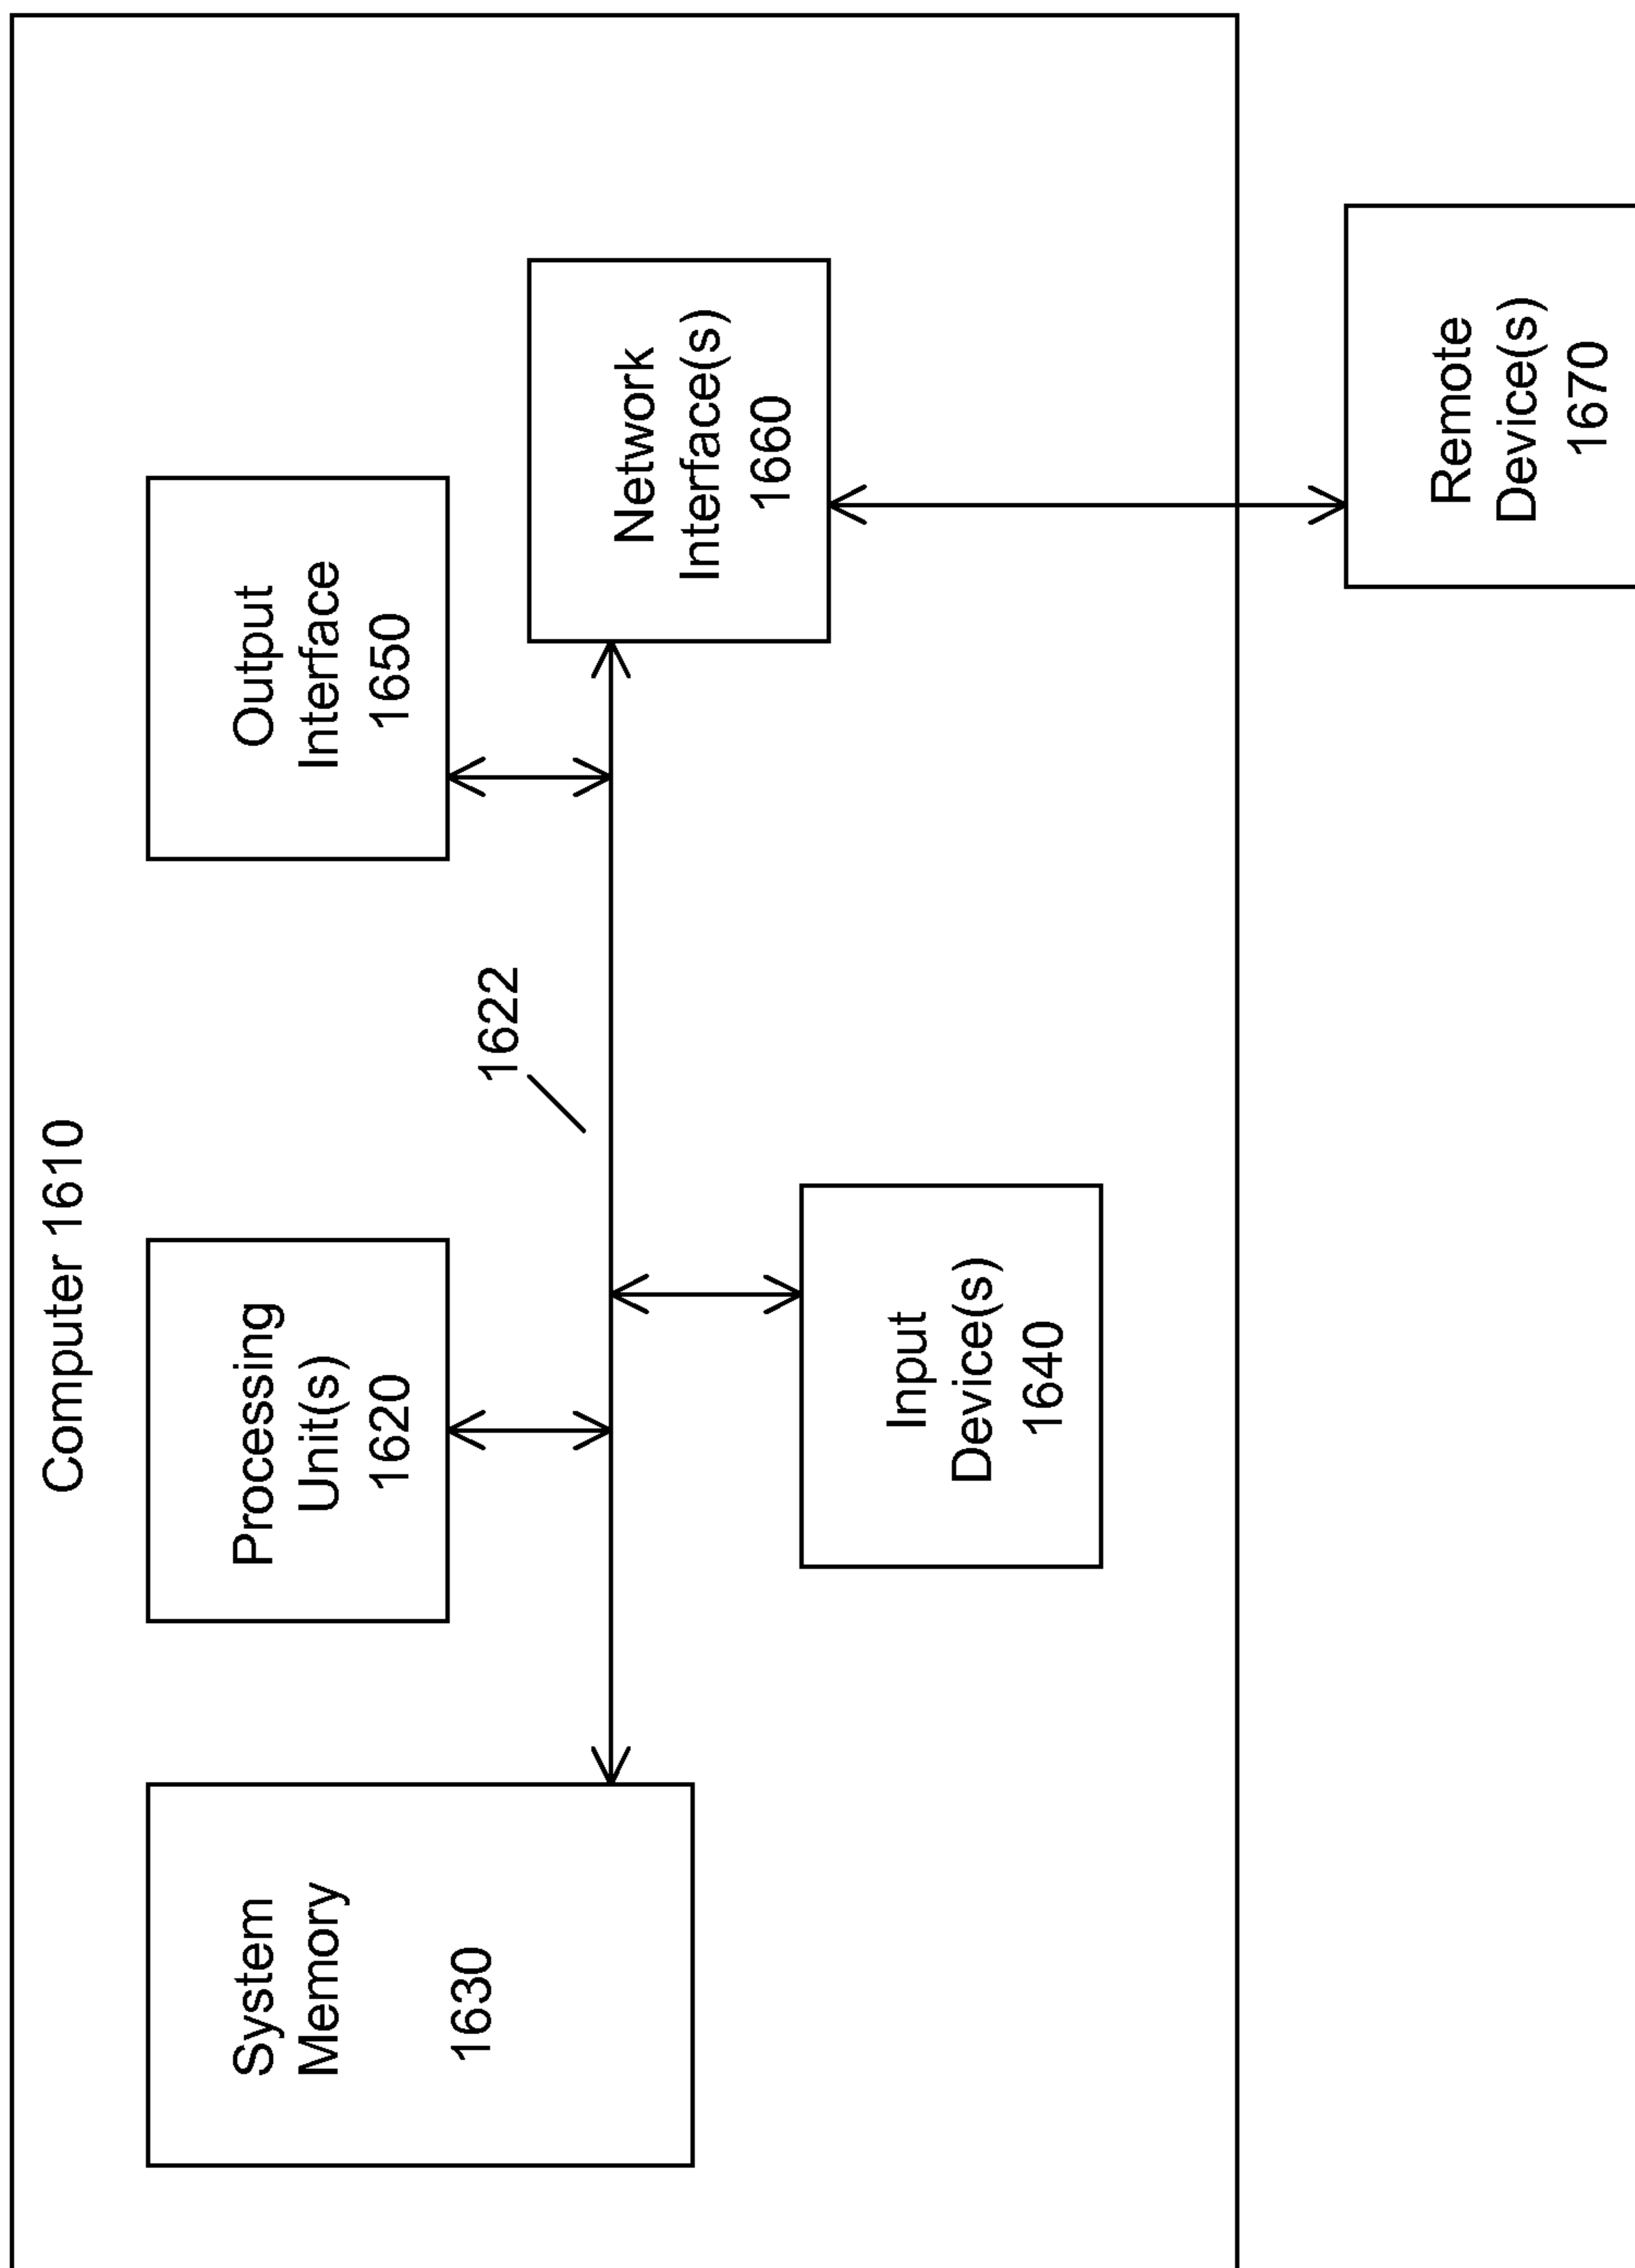 Computer 1610
System
Memory
1630
Processing
Unit(s)
1620
Output
Interface
1650
1622
Network
Interface(s)
1660
Input
Device(s)
1640
Remote
Device(s)
1670